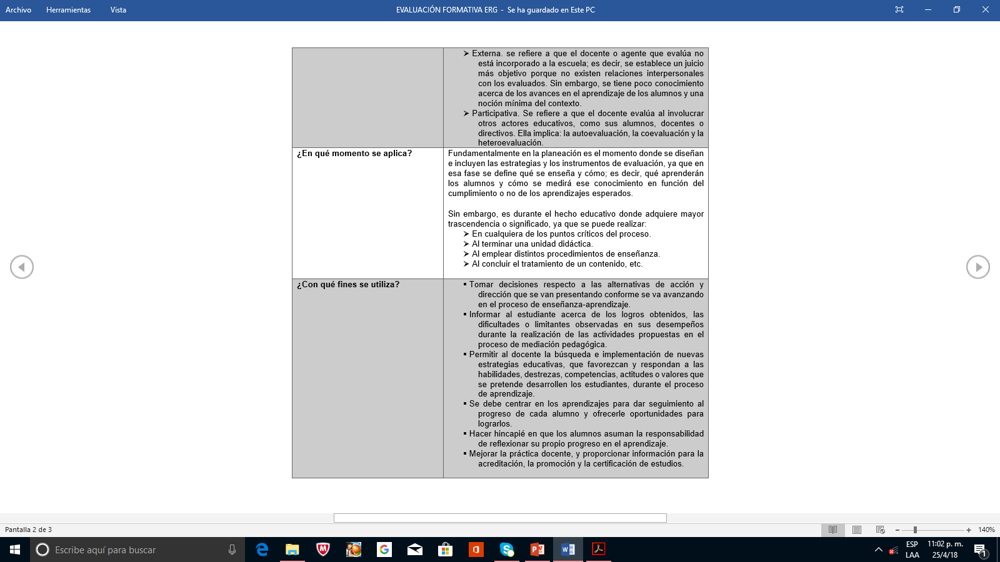 Archivo Herramientas Vista EVALUACIÓN FORMATIVA ERG - Se ha guardado en Este PC
➢ Externa. se refiere a que el docente o agente que evalúa no
está incorporado a la escuela; es decir, se establece un juicio
más objetivo porque no existen relaciones interpersonales
con los evaluados. Sin embargo, se tiene poco conocimiento
acerca de los avances en el aprendizaje de los alumnos y una
noción mínima del contexto.
➢ Participativa. Se refiere a que el docente evalúa al involucrar
otros actores educativos, como sus alumnos, docentes o
directivos. Ella implica: la autoevaluación, la coevaluación y la
heteroevaluación.
¿En qué momento se aplica?
Fundamentalmente en la planeación es el momento donde se diseñan
e incluyen las estrategias y los instrumentos de evaluación, ya que en
esa fase se define qué se enseña y cómo; es decir, qué aprenderán
los alumnos y cómo se medirá ese conocimiento en función del
cumplimiento o no de los aprendizajes esperados.
Sin embargo, es durante el hecho educativo donde adquiere mayor
trascendencia o significado, ya que se puede realizar:
➢ En cualquiera de los puntos críticos del proceso.
➢ Al terminar una unidad didáctica.
➢ Al emplear distintos procedimientos de enseñanza.
➢ Al concluir el tratamiento de un contenido, etc.
¿Con qué fines se utiliza?
▪ Tomar decisiones respecto a las alternativas de acción y
dirección que se van presentando conforme se va avanzando
en el proceso de enseñanza-aprendizaje.
▪ Informar al estudiante acerca de los logros obtenidos, las
dificultades o limitantes observadas en sus desempeños
durante la realización de las actividades propuestas en el
proceso de mediación pedagógica.
▪ Permitir al docente la búsqueda e implementación de nuevas
estrategias educativas, que favorezcan y respondan a las
habilidades, destrezas, competencias, actitudes o valores que
se pretende desarrollen los estudiantes, durante el proceso
de aprendizaje.
▪ Se debe centrar en los aprendizajes para dar seguimiento al
progreso de cada alumno y ofrecerle oportunidades para
lograrlos.
▪ Hacer hincapié en que los alumnos asuman la responsabilidad
de reflexionar su propio progreso en el aprendizaje.
▪ Mejorar la práctica docente, y proporcionar información para la
acreditación, la promoción y la certificación de estudios.
Pantalla 2 de 3 140%
Escribe aquí para buscar
ESP 11:02 p. m.
LAA 25/4/18 1